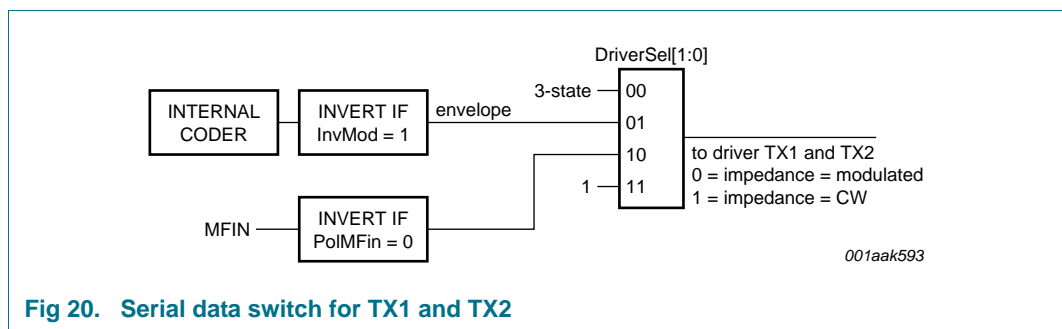 DriverSel[1:0]
3-state
00
INTERNAL
CODER
INVERT IF
InvMod = 1
envelope
01
10
1
11
to driver TX1 and TX2
0 = impedance = modulated
1 = impedance = CW
MFIN
INVERT IF
PolMFin = 0
001aak593
Fig 20. Serial data switch for TX1 and TX2